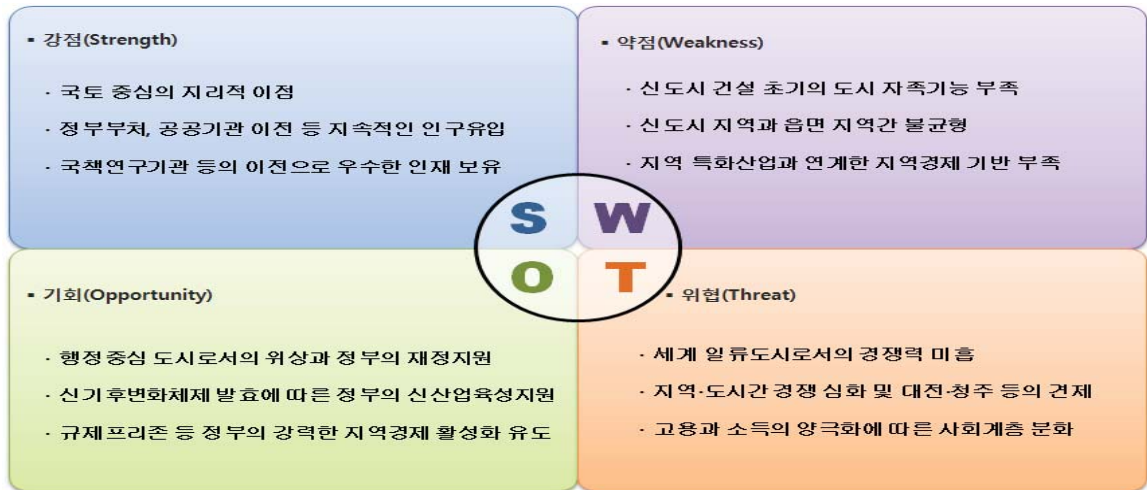 ▪ 강점(Strength)
· 국토 중심의 지리적 이점
· 정부부처, 공공기관 이전 등 지속적인 인구유입
· 국책연구기관 등의 이전으로 우수한 인재 보유
▪ 약점(Weakness)
· 신도시 건설 초기의 도시 자족기능 부족
· 신도시 지역과 읍면 지역간 불균형
· 지역 특화산업과 연계한 지역경제 기반 부족
S W
O T
▪ 기회(Opportunity)
· 행정중심 도시로서의 위상과 정부의 재정지원
· 신기후변화체제 발효에 따른 정부의 신산업육성지원
· 규제프리존 등 정부의 강력한 지역경제 활성화 유도
▪ 위협(Threat)
· 세계 일류도시로서의 경쟁력 미흡
· 지역·도시간 경쟁 심화 및 대전·청주 등의 견제
· 고용과 소득의 양극화에 따른 사회계층 분화